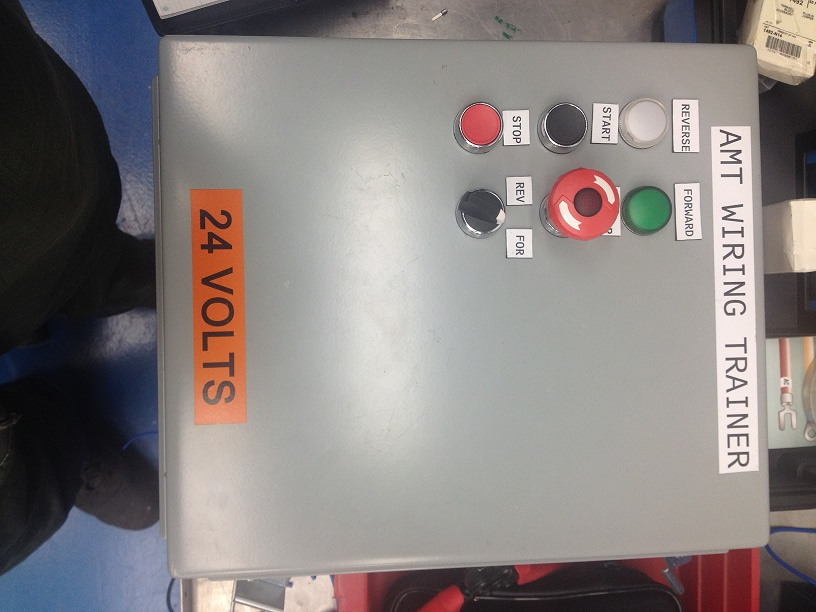 AMT WIRING TRAINER
REVERSE
FORWARD
START
STOP
REV
FOR
24 VOLTS